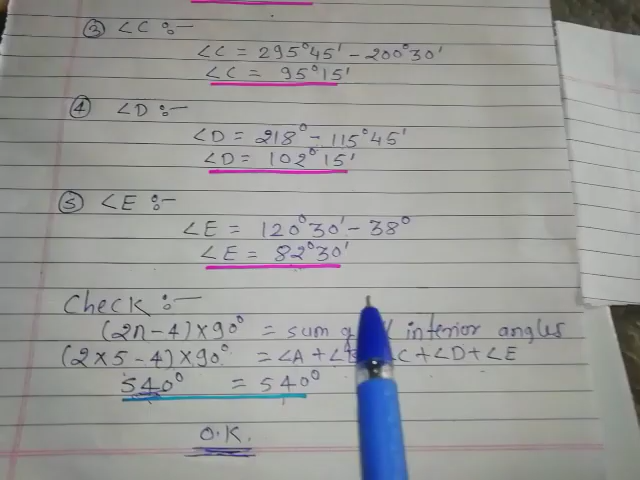 ③ ∠C :-
∠C = 295°45' - 200°30'
∠C = 95°15'
④ ∠D :-
∠D = 218° - 115°45'
∠D = 102°15'
⑤ ∠E :-
∠E = 120°30' - 38°
∠E = 82°30'
Check :-
(2n-4)×90° = sum interior angles
(2×5-4)×90° = ∠A + ∠ C + ∠D + ∠E
540° = 540°
O.K.